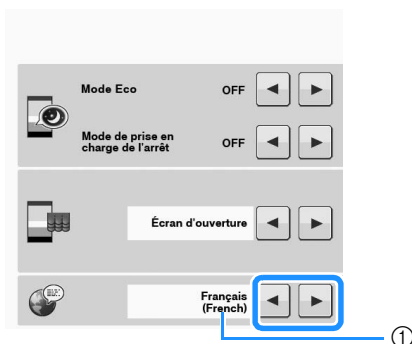 Mode Eco
OFF
Mode de prise en
charge de l'arrêt
OFF
Écran d'ouverture
Français
(French)
①